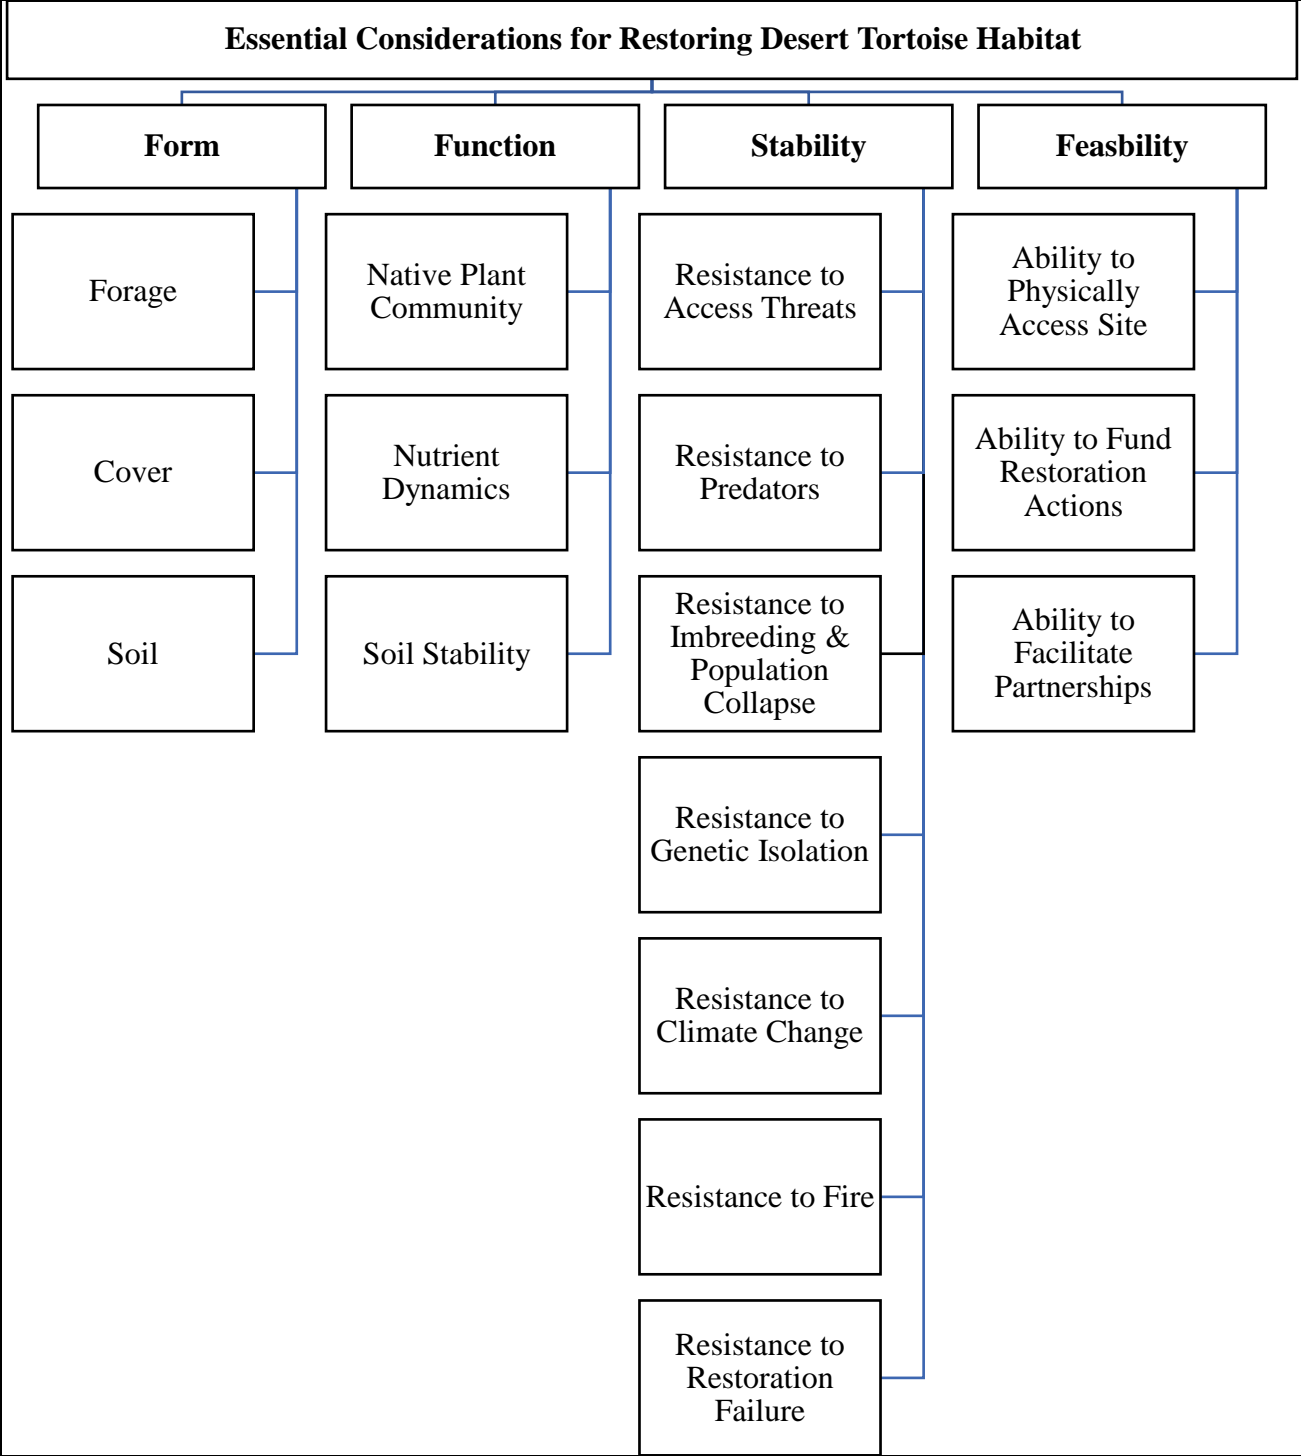 Essential Considerations for Restoring Desert Tortoise Habitat
Form
Forage
Cover
Soil
Function
Native Plant
Community
Nutrient
Dynamics
Soil Stability
Stability
Resistance to
Access Threats
Resistance to
Predators
Resistance to
Imbreeding &
Population
Collapse
Resistance to
Genetic Isolation
Resistance to
Climate Change
Resistance to Fire
Resistance to
Restoration
Failure
Feasbility
Ability to
Physically
Access Site
Ability to Fund
Restoration
Actions
Ability to
Facilitate
Partnerships